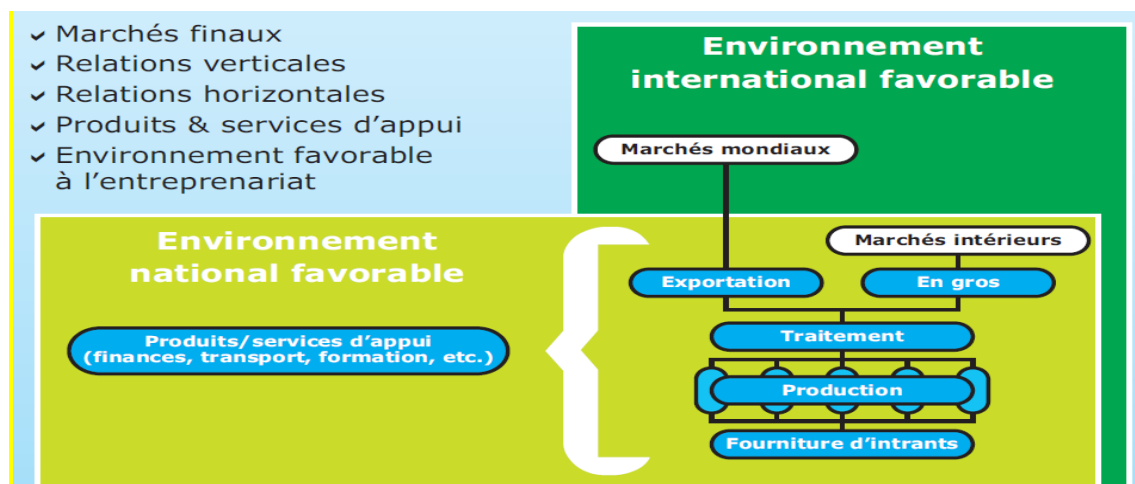 ✓ Marchés finaux
✓ Relations verticales
✓ Relations horizontales
✓ Produits & services d'appui
✓ Environnement favorable
à l'entreprenariat
Environnement
international favorable
Marchés mondiaux
Environnement
national favorable
Marchés intérieurs
Exportation
En gros
Produits/services d'appui
(finances, transport, formation, etc.)
Traitement
Production
Fourniture d'intrants